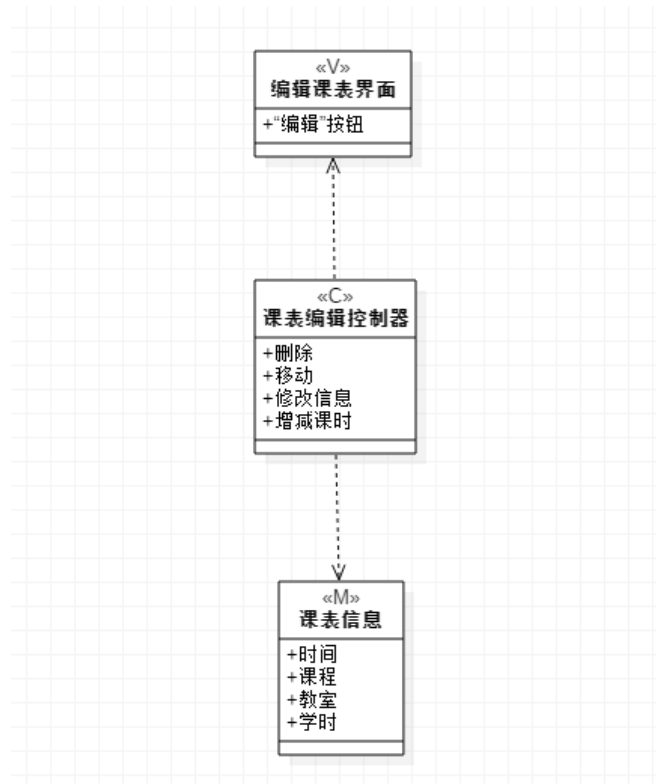 «V»
编辑课表界面
+“编辑”按钮
«C»
课表编辑控制器
+删除
+移动
+修改信息
+增减课时
«M»
课表信息
+时间
+课程
+教室
+学时